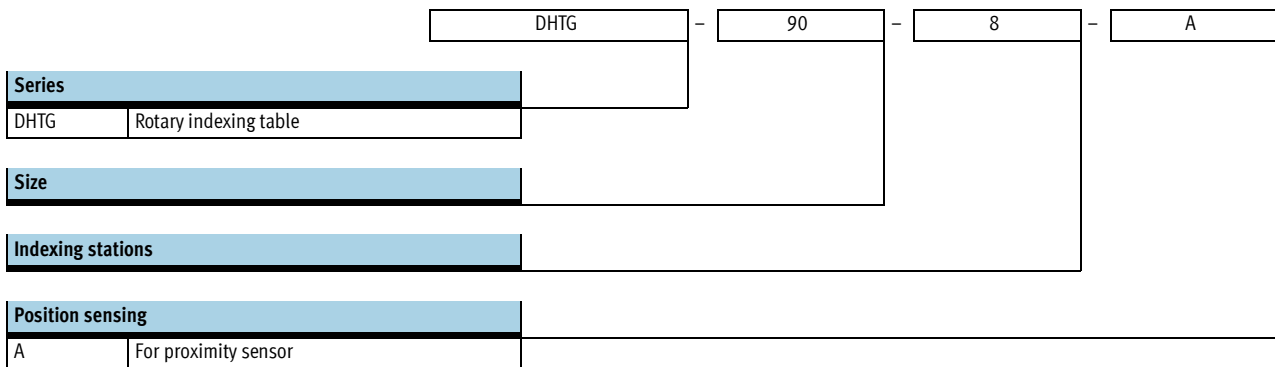 DHTG – 90 – 8 – A
Series
DHTG Rotary indexing table
Size
Indexing stations
Position sensing
A For proximity sensor